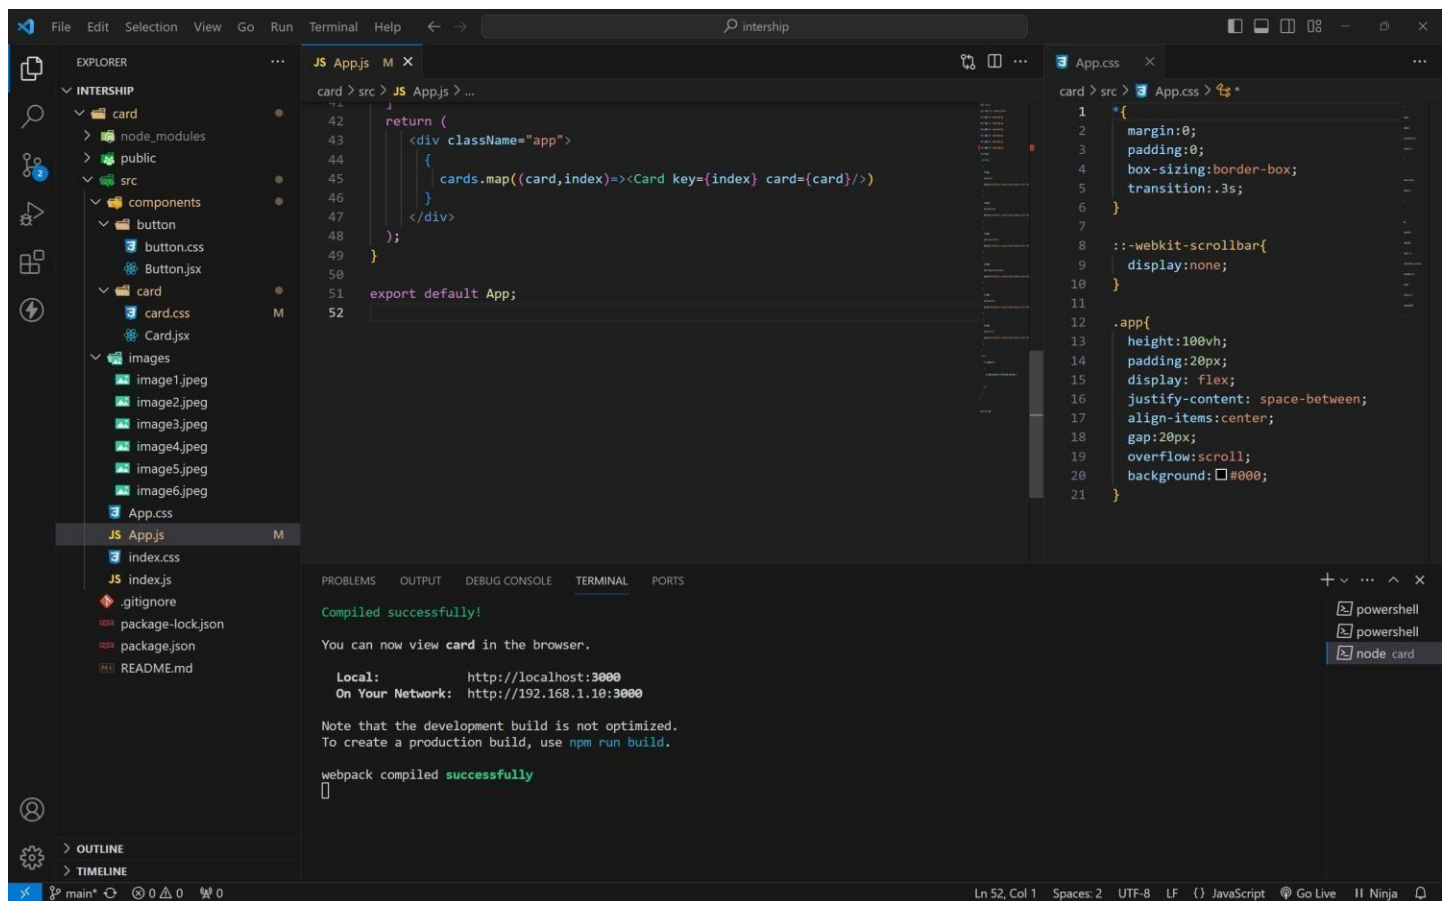 File Edit Selection View Go Run Terminal Help intership
EXPLORER
INTERSHIP
card
node_modules
public
src
components
button
button.css
Button.jsx
card
card.css M
Card.jsx
images
image1.jpeg
image2.jpeg
image3.jpeg
image4.jpeg
image5.jpeg
image6.jpeg
App.css
JS App.js M
index.css
JS index.js
.gitignore
package-lock.json
package.json
README.md
OUTLINE
TIMELINE
2
JS App.js M
card > src > JS App.js > ...
41 ]
42 return (
43 <div className="app">
44 {
45 cards.map((card,index)=><Card key={index} card={card}/>)
46 }
47 </div>
48 );
49 }
50
51 export default App;
52
App.css
card > src > App.css > *
1 *{
2 margin:0;
3 padding:0;
4 box-sizing:border-box;
5 transition:.3s;
6 }
7
8 ::-webkit-scrollbar{
9 display:none;
10 }
11
12 .app{
13 height:100vh;
14 padding:20px;
15 display: flex;
16 justify-content: space-between;
17 align-items:center;
18 gap:20px;
19 overflow:scroll;
20 background:#000;
21 }
PROBLEMS OUTPUT DEBUG CONSOLE TERMINAL PORTS
Compiled successfully!
You can now view card in the browser.
Local: http://localhost:3000
On Your Network: http://192.168.1.10:3000
Note that the development build is not optimized.
To create a production build, use npm run build.
webpack compiled successfully
powershell
powershell
node card
main* 0 0 0
Ln 52, Col 1 Spaces: 2 UTF-8 LF {} JavaScript Go Live Ninja